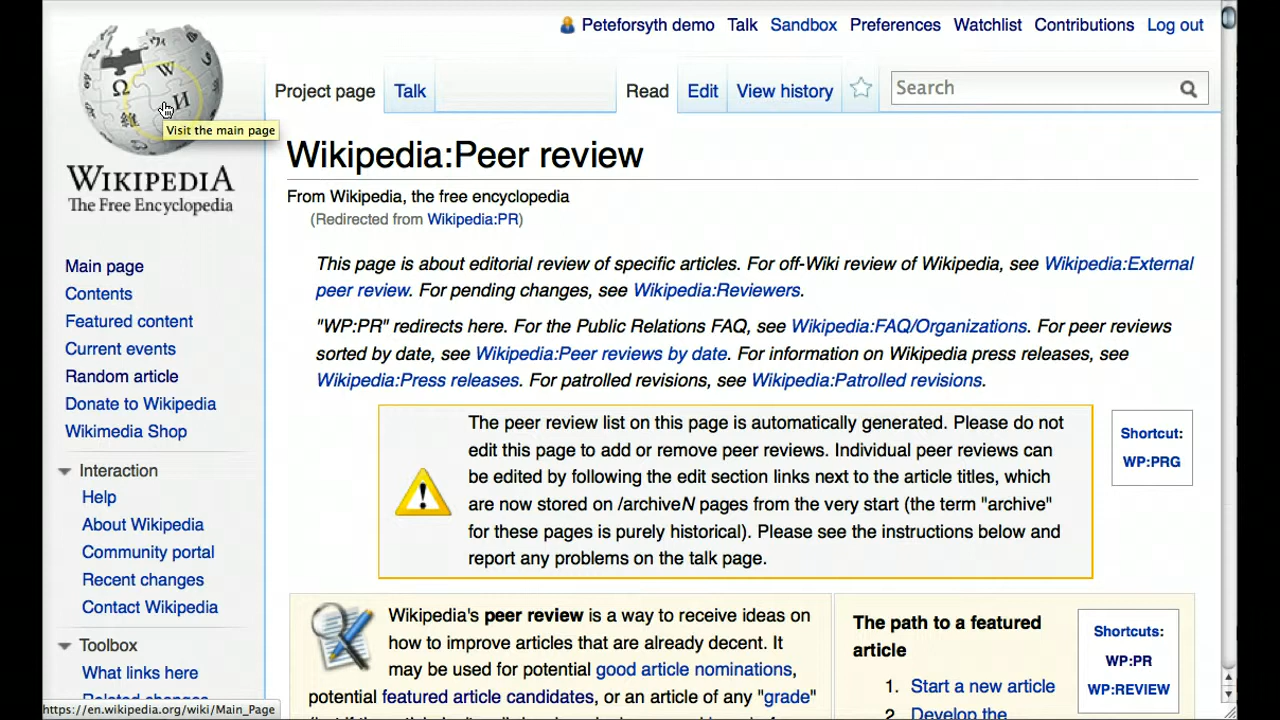 Peteforsyth demo Talk Sandbox Preferences Watchlist Contributions Log out
Project page Talk Read Edit View history Search
Ω W И 維
Visit the main page
WIKIPEDIA
The Free Encyclopedia
Main page
Contents
Featured content
Current events
Random article
Donate to Wikipedia
Wikimedia Shop
Interaction
Help
About Wikipedia
Community portal
Recent changes
Contact Wikipedia
Toolbox
What links here
Related changes
https://en.wikipedia.org/wiki/Main_Page
Wikipedia:Peer review
From Wikipedia, the free encyclopedia
(Redirected from Wikipedia:PR)
This page is about editorial review of specific articles. For off-Wiki review of Wikipedia, see Wikipedia:External
peer review. For pending changes, see Wikipedia:Reviewers.
"WP:PR" redirects here. For the Public Relations FAQ, see Wikipedia:FAQ/Organizations. For peer reviews
sorted by date, see Wikipedia:Peer reviews by date. For information on Wikipedia press releases, see
Wikipedia:Press releases. For patrolled revisions, see Wikipedia:Patrolled revisions.
The peer review list on this page is automatically generated. Please do not
edit this page to add or remove peer reviews. Individual peer reviews can
be edited by following the edit section links next to the article titles, which
are now stored on /archiveN pages from the very start (the term "archive"
for these pages is purely historical). Please see the instructions below and
report any problems on the talk page.
Shortcut:
WP:PRG
Wikipedia's peer review is a way to receive ideas on
how to improve articles that are already decent. It
may be used for potential good article nominations,
potential featured article candidates, or an article of any "grade"
The path to a featured
article
1. Start a new article
2. Develop the
Shortcuts:
WP:PR
WP:REVIEW